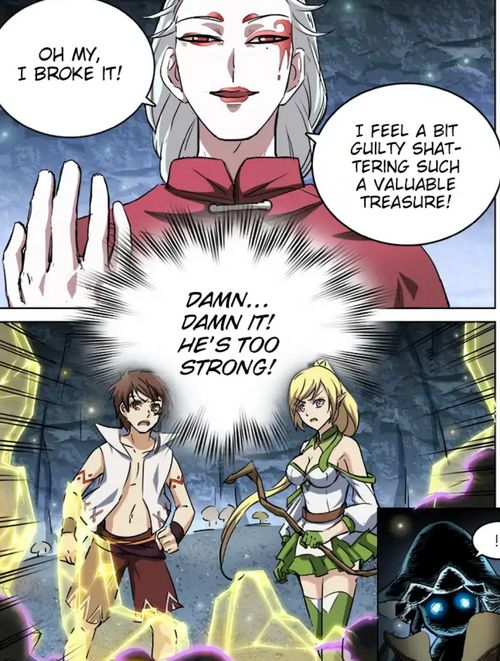 OH MY,
I BROKE IT!
I FEEL A BIT
GUILTY SHAT-
TERING SUCH
A VALUABLE
TREASURE!
DAMN...
DAMN IT!
HE'S TOO
STRONG!
!